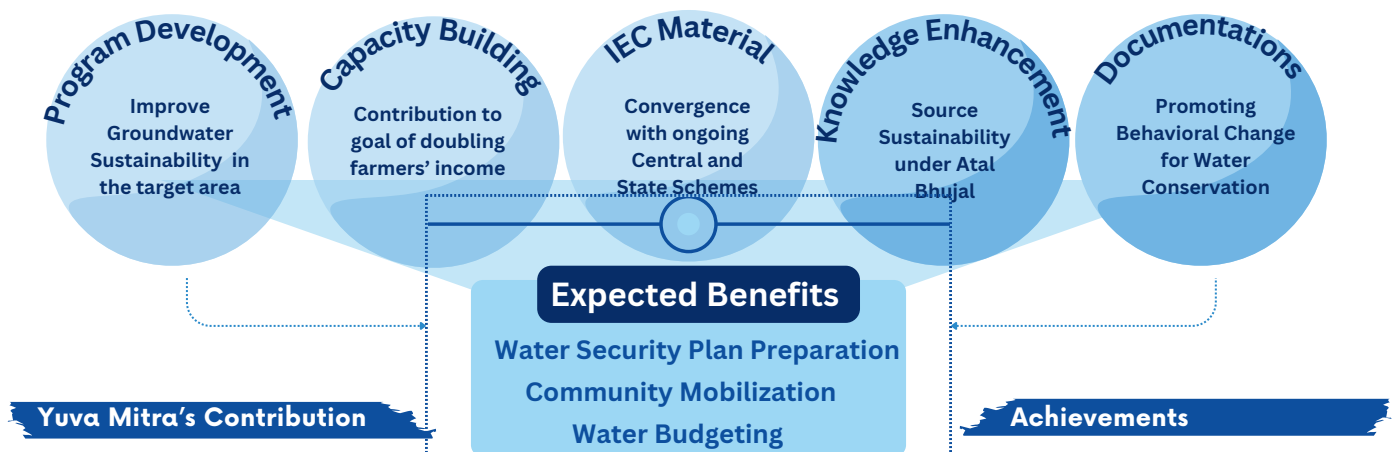 Program Development
Improve
Groundwater
Sustainability in
the target area
Capacity Building
Contribution to
goal of doubling
farmers' income
IEC Material
Convergence
with ongoing
Central and
State Schemes
Knowledge Enhancement
Source
Sustainability
under Atal
Bhujal
Documentations
Promoting
Behavioral Change
for Water
Conservation
Expected Benefits
Water Security Plan Preparation
Community Mobilization
Water Budgeting
Yuva Mitra's Contribution
Achievements